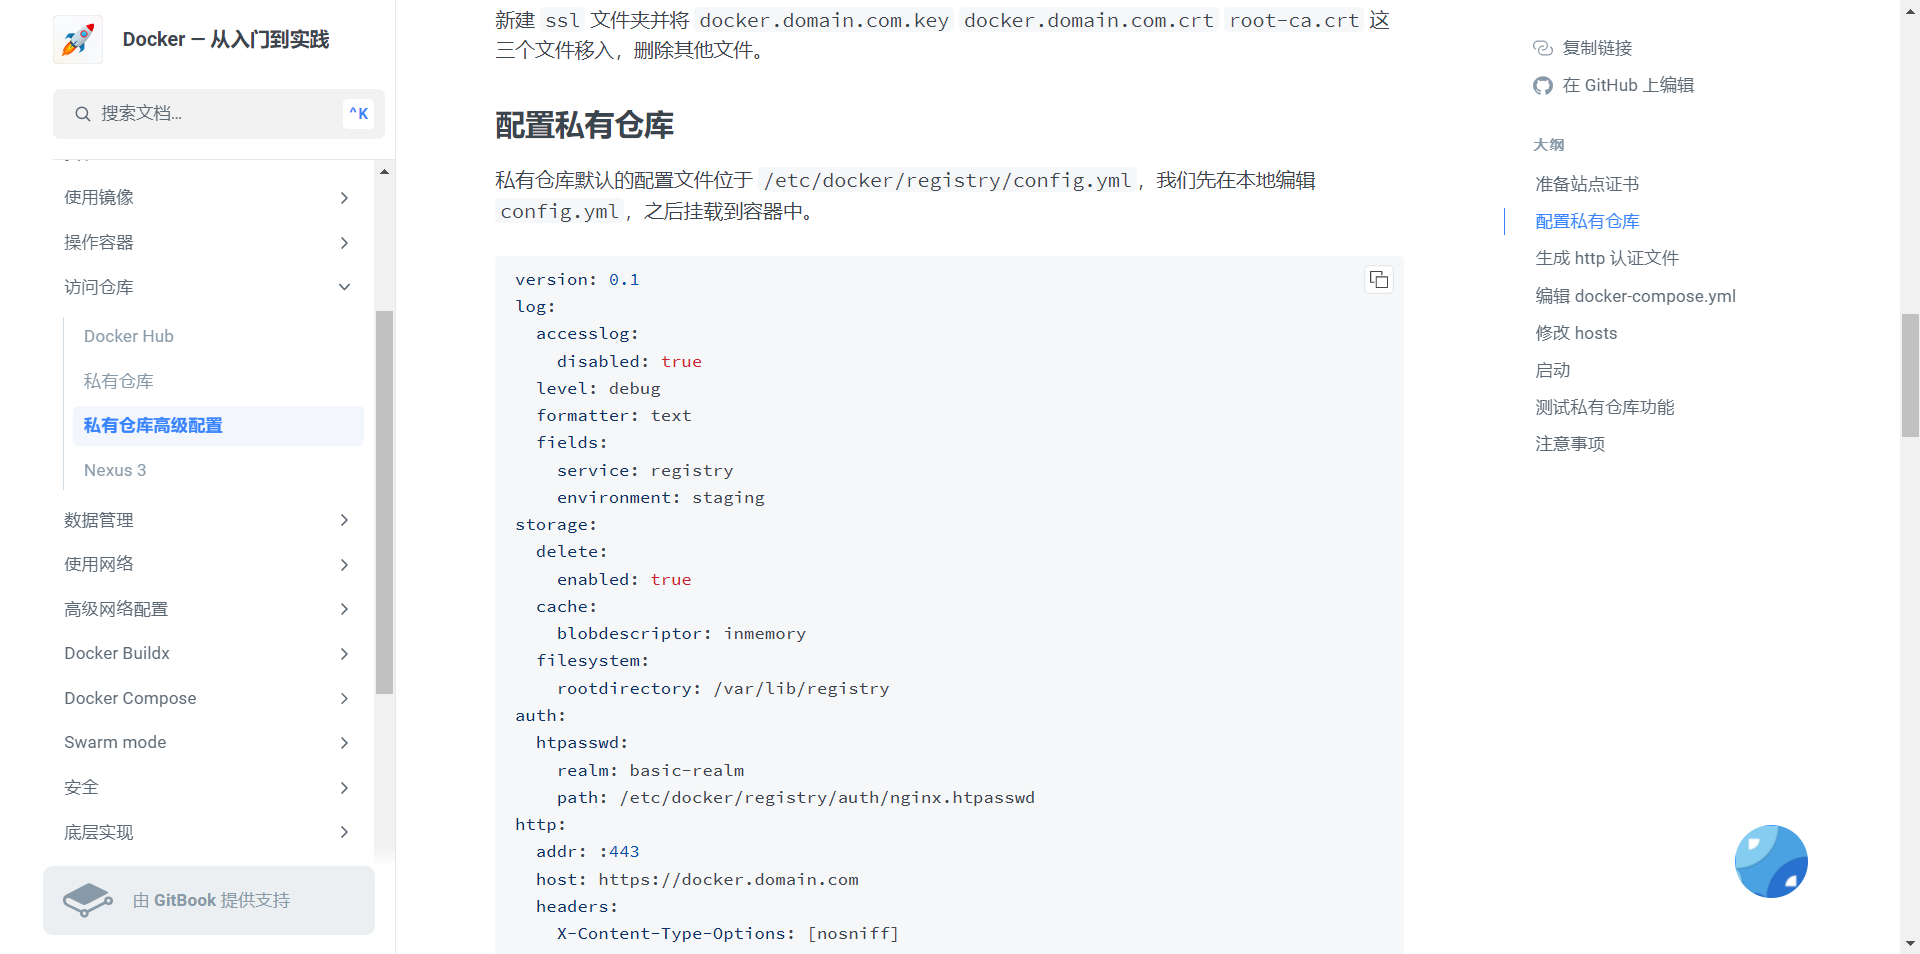 Docker — 从入门到实践
搜索文档...
^K
使用镜像
操作容器
访问仓库
Docker Hub
私有仓库
私有仓库高级配置
Nexus 3
数据管理
使用网络
高级网络配置
Docker Buildx
Docker Compose
Swarm mode
安全
底层实现
由 GitBook 提供支持
新建 ssl 文件夹并将 docker.domain.com.key docker.domain.com.crt root-ca.crt 这
三个文件移入，删除其他文件。
配置私有仓库
私有仓库默认的配置文件位于 /etc/docker/registry/config.yml，我们先在本地编辑
config.yml，之后挂载到容器中。
version: 0.1
log:
  accesslog:
    disabled: true
  level: debug
  formatter: text
  fields:
    service: registry
    environment: staging
storage:
  delete:
    enabled: true
  cache:
    blobdescriptor: inmemory
  filesystem:
    rootdirectory: /var/lib/registry
auth:
  htpasswd:
    realm: basic-realm
    path: /etc/docker/registry/auth/nginx.htpasswd
http:
  addr: :443
  host: https://docker.domain.com
  headers:
    X-Content-Type-Options: [nosniff]
复制链接
在 GitHub 上编辑
大纲
准备站点证书
配置私有仓库
生成 http 认证文件
编辑 docker-compose.yml
修改 hosts
启动
测试私有仓库功能
注意事项